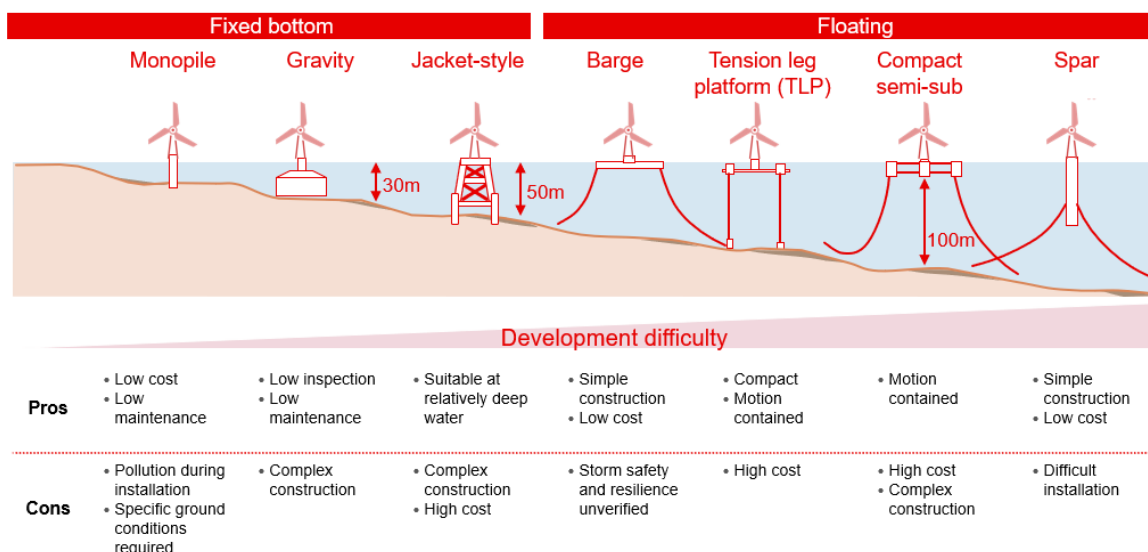 Fixed bottom
Floating
Monopile
Gravity
Jacket-style
Barge
Tension leg
platform (TLP)
Compact
semi-sub
Spar
30m
50m
100m
Development difficulty
Pros
• Low cost
• Low
maintenance
• Low inspection
• Low
maintenance
• Suitable at
relatively deep
water
• Simple
construction
• Low cost
• Compact
• Motion
contained
• Motion
contained
• Simple
construction
• Low cost
Cons
• Pollution during
installation
• Specific ground
conditions
required
• Complex
construction
• Complex
construction
• High cost
• Storm safety
and resilience
unverified
• High cost
• High cost
• Complex
construction
• Difficult
installation